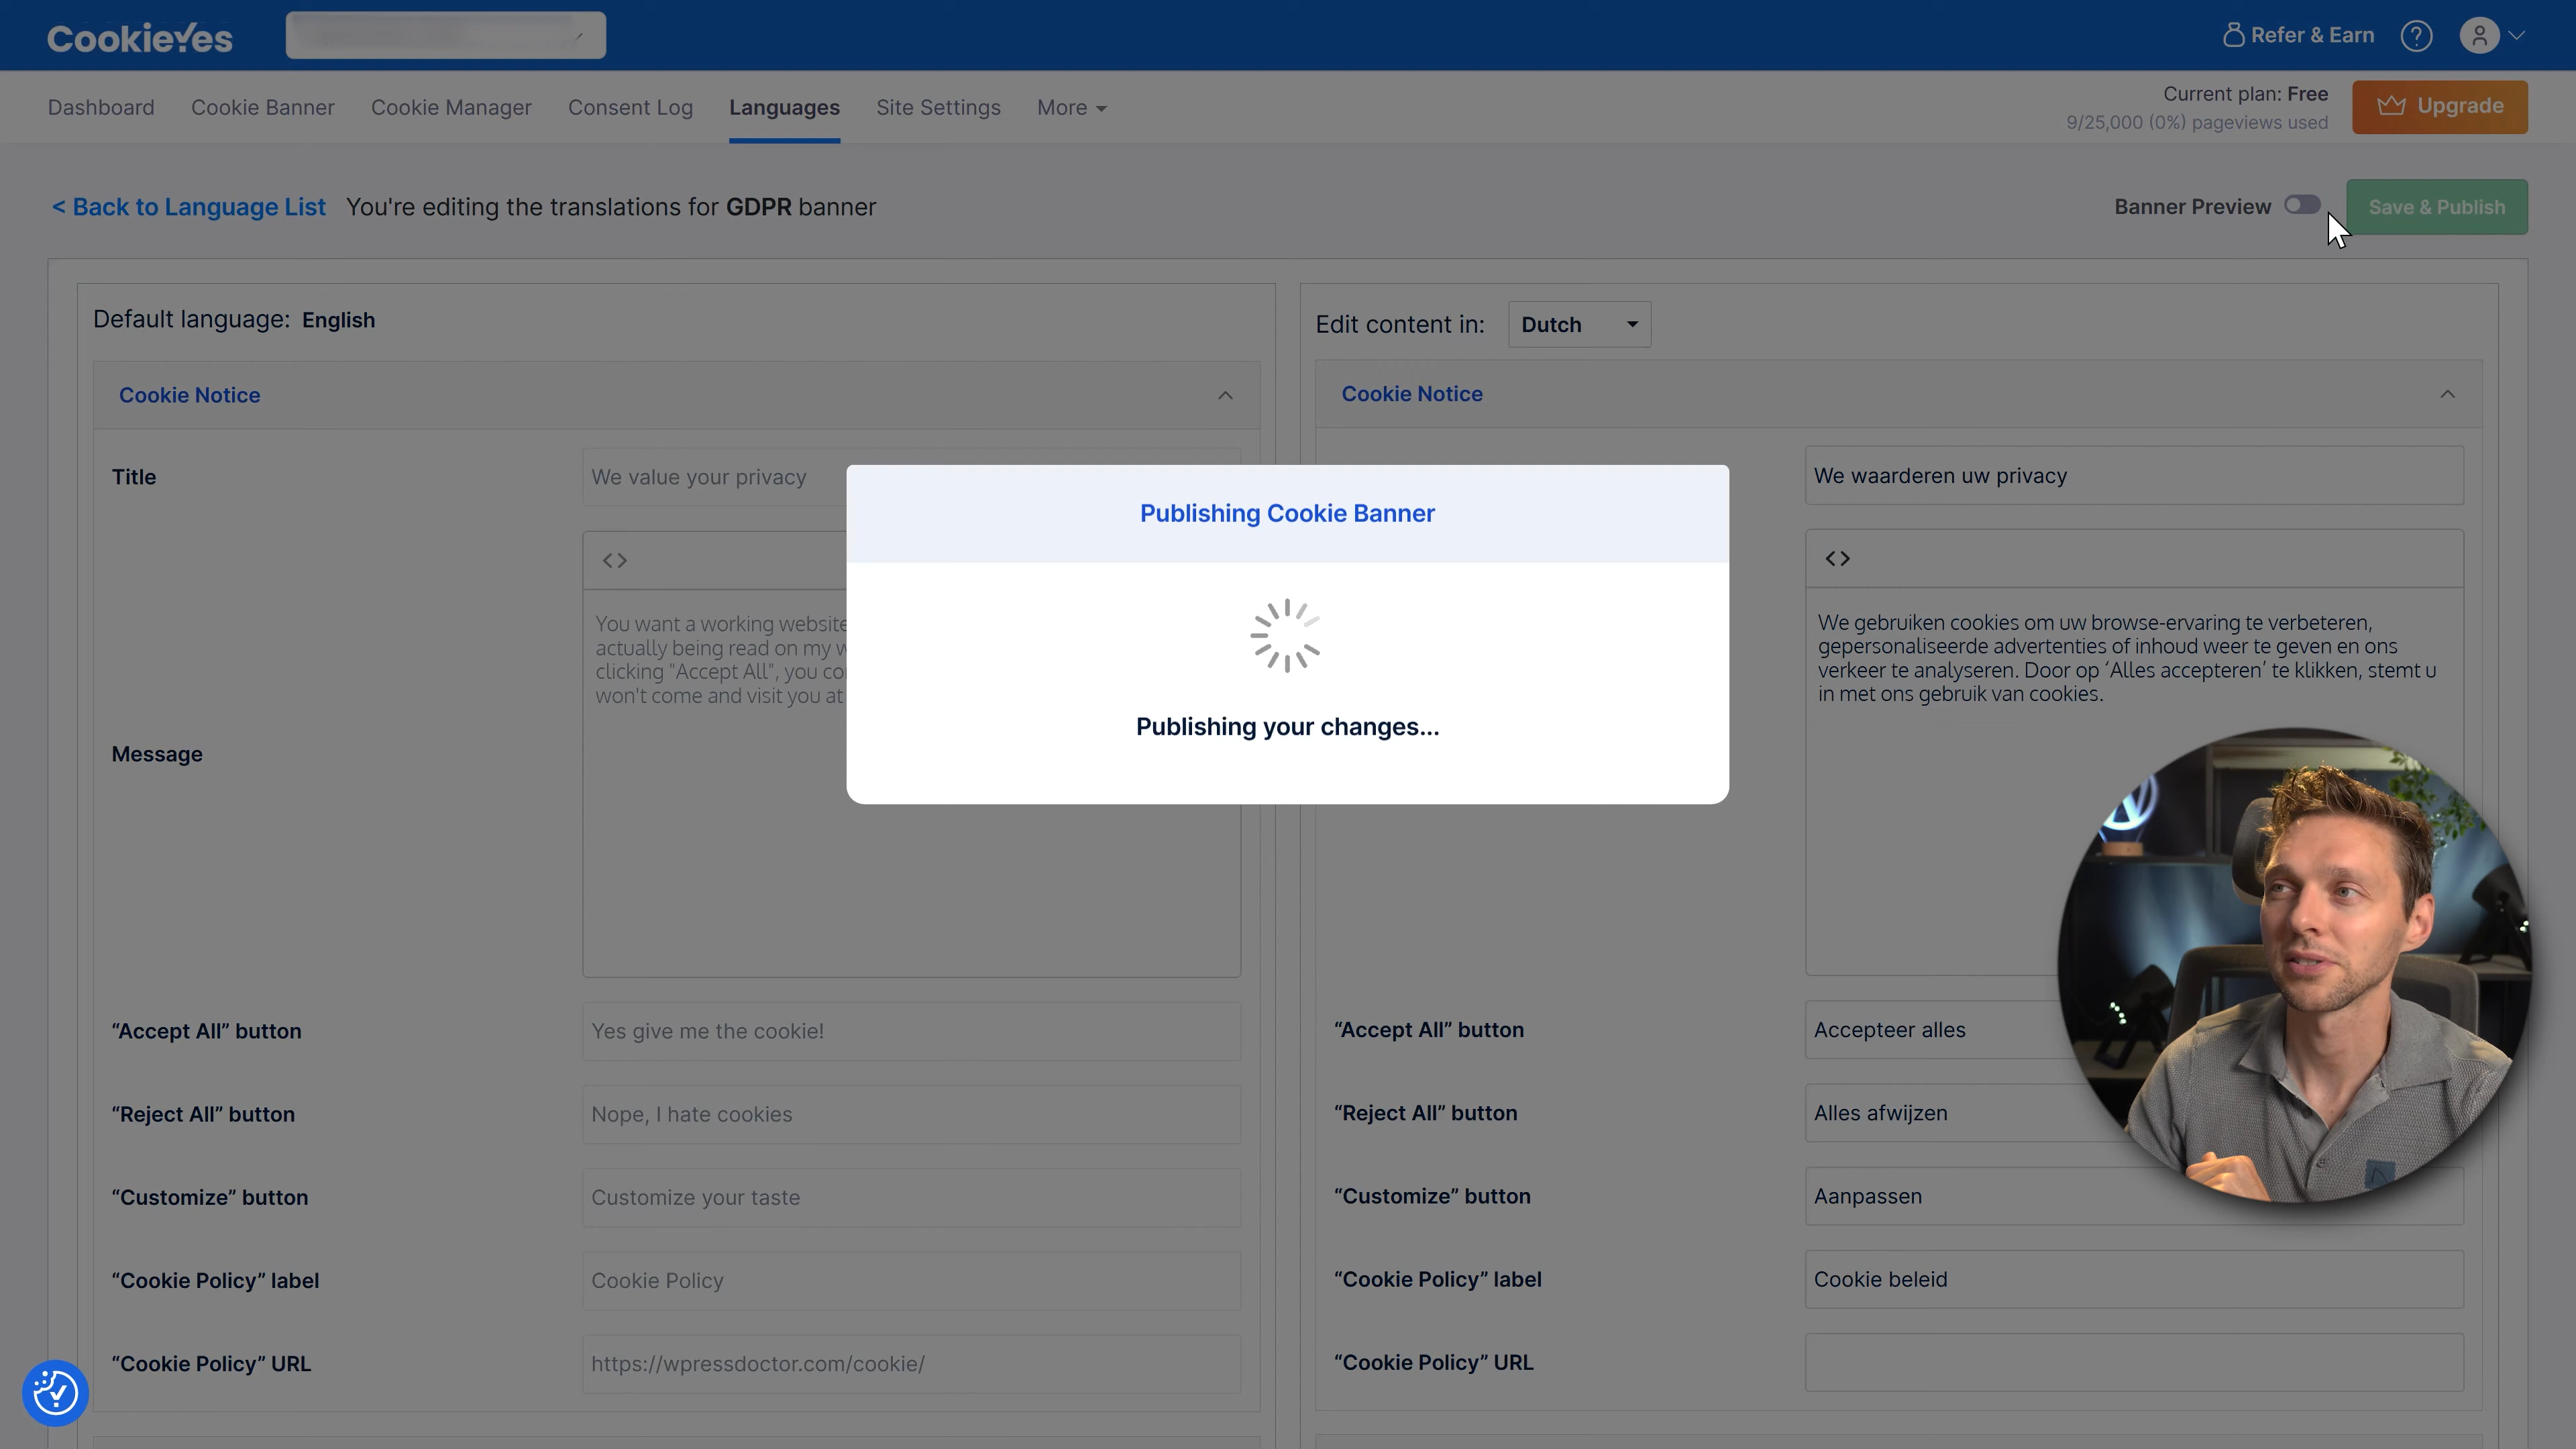 CookieYes
Refer & Earn
Dashboard
Cookie Banner
Cookie Manager
Consent Log
Languages
Site Settings
More
Current plan: Free
9/25,000 (0%) pageviews used
Upgrade
< Back to Language List
You're editing the translations for GDPR banner
Banner Preview
Save & Publish
Default language: English
Cookie Notice
Title
We value your privacy
You want a working website
actually being read on my w
clicking "Accept All", you co
won't come and visit you at
Message
“Accept All” button
Yes give me the cookie!
“Reject All” button
Nope, I hate cookies
“Customize” button
Customize your taste
“Cookie Policy” label
Cookie Policy
“Cookie Policy” URL
https://wpressdoctor.com/cookie/
Publishing Cookie Banner
Publishing your changes...
Edit content in:
Dutch
Cookie Notice
We waarderen uw privacy
We gebruiken cookies om uw browse-ervaring te verbeteren,
gepersonaliseerde advertenties of inhoud weer te geven en ons
verkeer te analyseren. Door op ‘Alles accepteren’ te klikken, stemt u
in met ons gebruik van cookies.
“Accept All” button
Accepteer alles
“Reject All” button
Alles afwijzen
“Customize” button
Aanpassen
“Cookie Policy” label
Cookie beleid
“Cookie Policy” URL